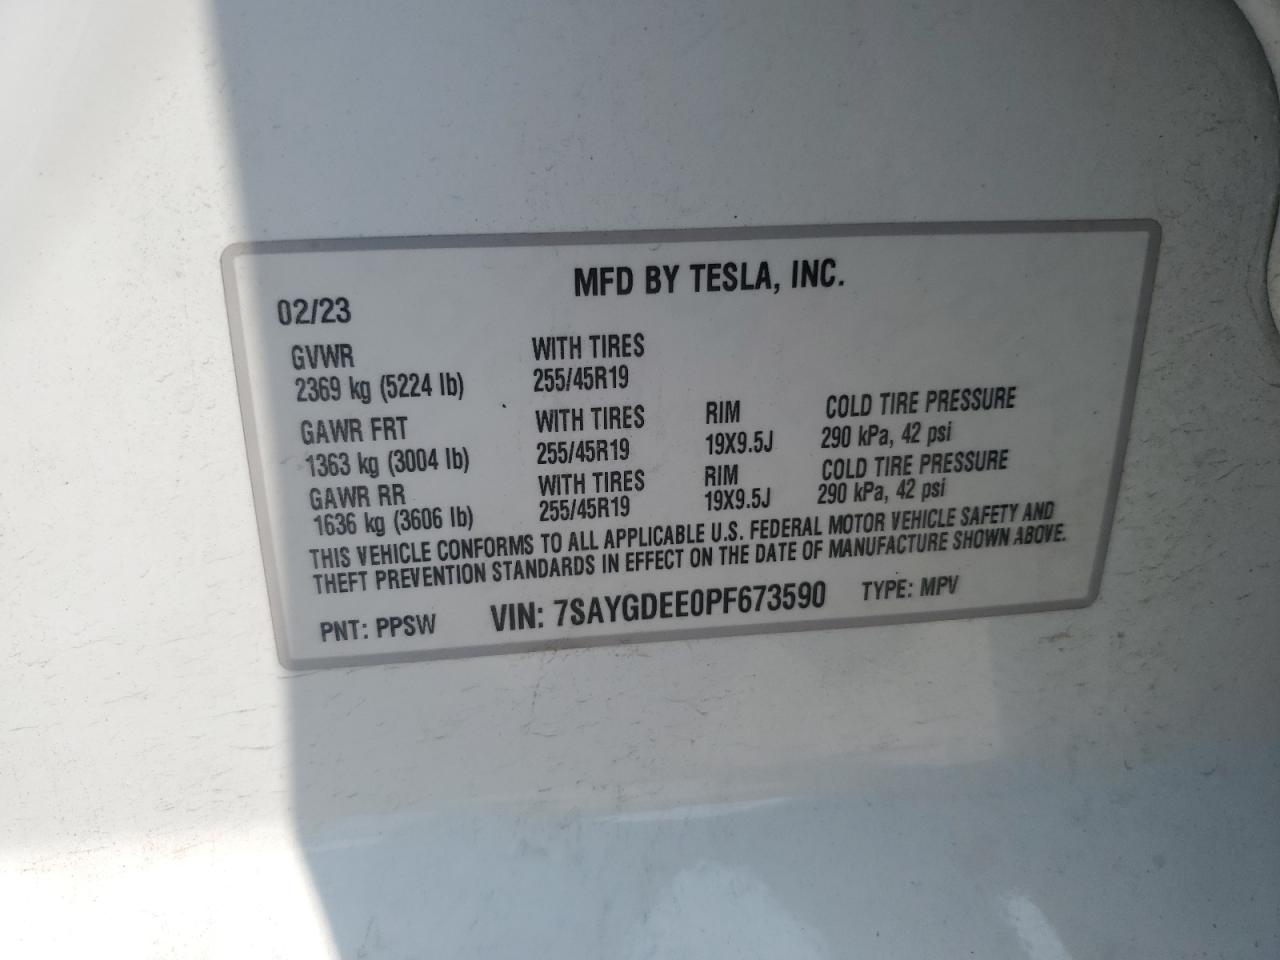 MFD BY TESLA, INC.
02/23
GVWR WITH TIRES
2369 kg (5224 lb) 255/45R19
GAWR FRT WITH TIRES RIM COLD TIRE PRESSURE
1363 kg (3004 lb) 255/45R19 19X9.5J 290 kPa, 42 psi
GAWR RR WITH TIRES RIM COLD TIRE PRESSURE
1636 kg (3606 lb) 255/45R19 19X9.5J 290 kPa, 42 psi
THIS VEHICLE CONFORMS TO ALL APPLICABLE U.S. FEDERAL MOTOR VEHICLE SAFETY AND
THEFT PREVENTION STANDARDS IN EFFECT ON THE DATE OF MANUFACTURE SHOWN ABOVE.
PNT: PPSW VIN: 7SAYGDEE0PF673590 TYPE: MPV